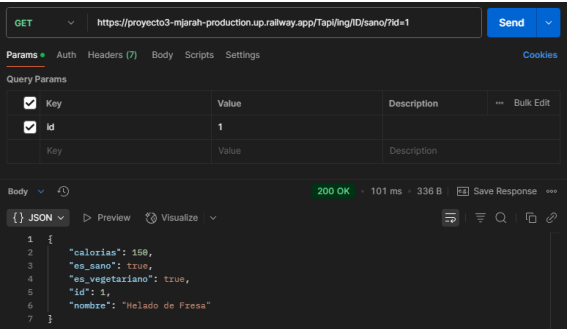 GET https://proyecto3-mjarah-production.up.railway.app/Tapi/ing/ID/sano/?id=1 Send
Params Auth Headers (7) Body Scripts Settings Cookies
Query Params
Key Value Description Bulk Edit
id 1
Key Value Description
Body 200 OK 101 ms 336 B Save Response
{} JSON Preview Visualize
1 {
2 "calorias": 150,
3 "es_sano": true,
4 "es_vegetariano": true,
5 "id": 1,
6 "nombre": "Helado de Fresa"
7 }